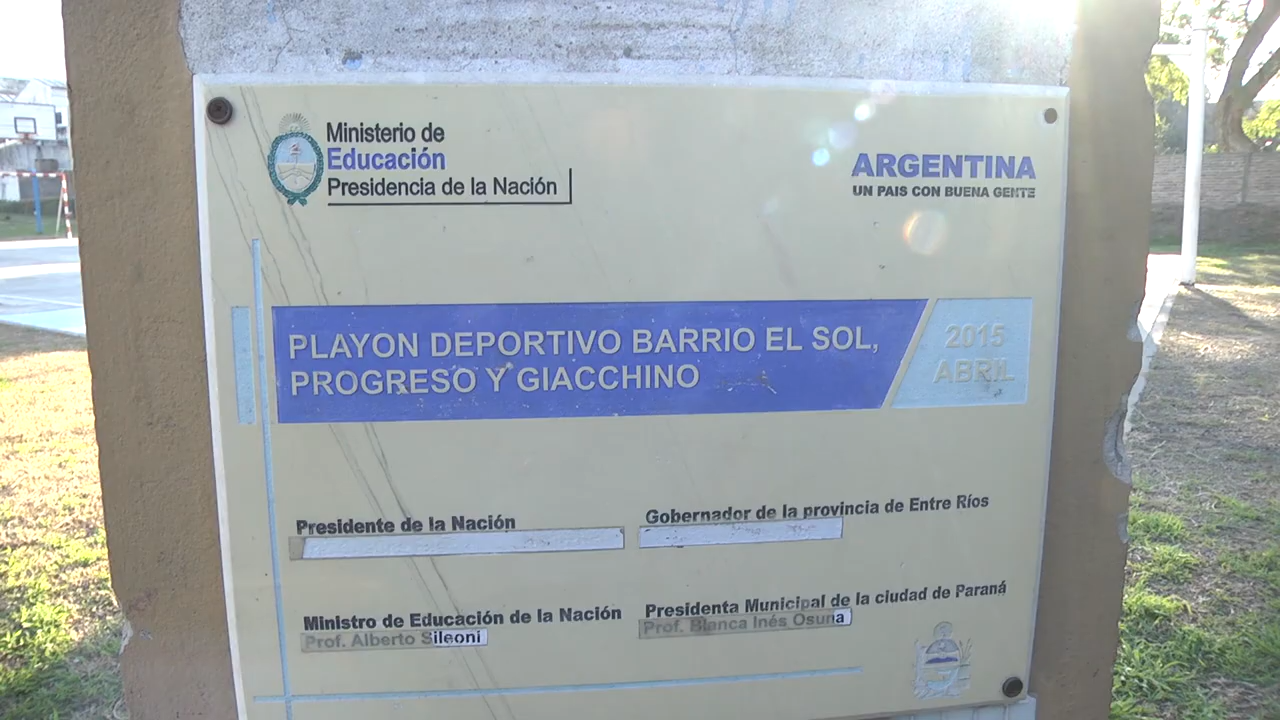 Ministerio de
Educación
Presidencia de la Nación
ARGENTINA
UN PAIS CON BUENA GENTE
PLAYON DEPORTIVO BARRIO EL SOL,
PROGRESO Y GIACCHINO
2015
ABRIL
Presidente de la Nación
Gobernador de la provincia de Entre Ríos
Ministro de Educación de la Nación
Prof. Alberto Sileoni
Presidenta Municipal de la ciudad de Paraná
Prof. Blanca Inés Osuna